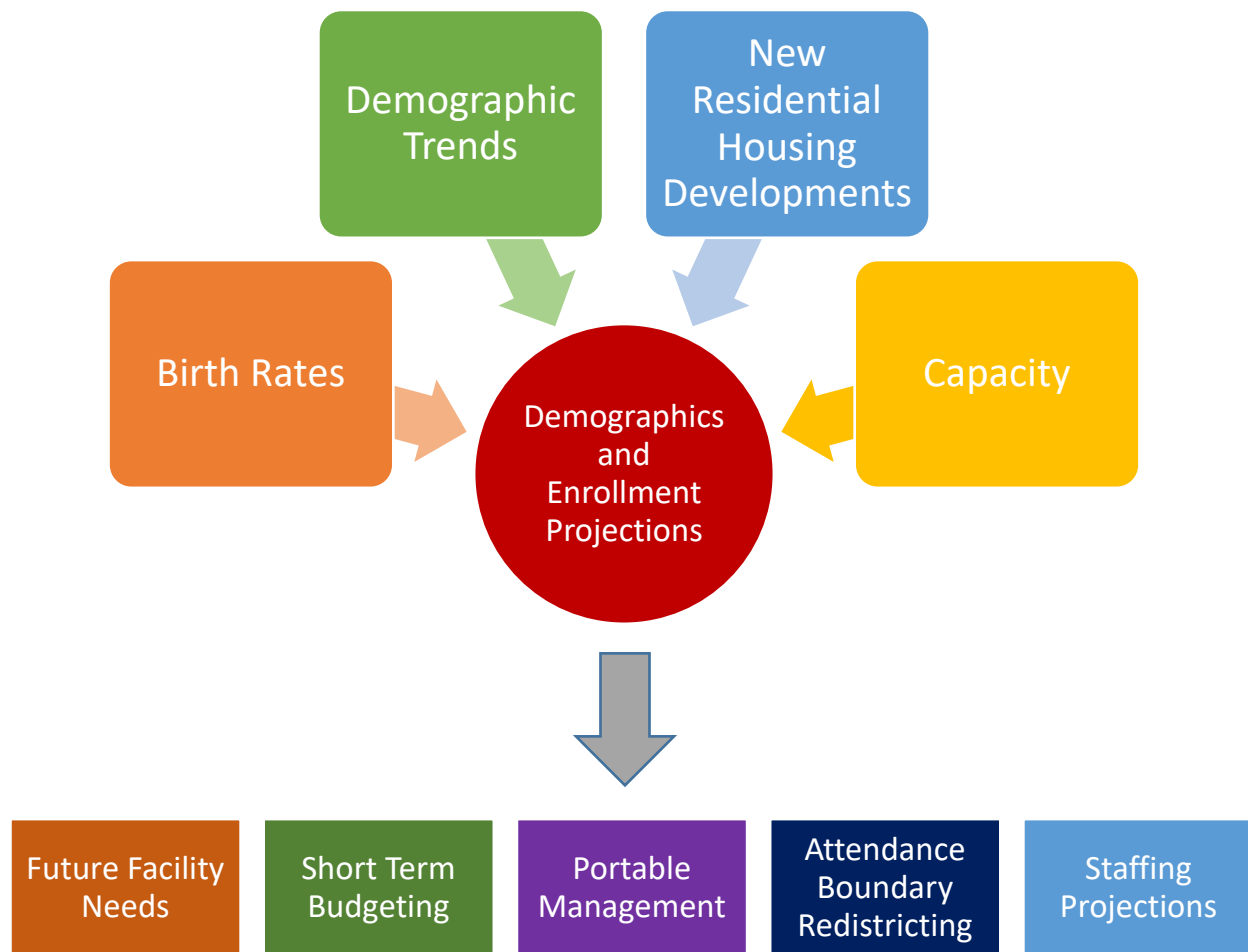 Demographic
Trends
New
Residential
Housing
Developments
Birth Rates
Capacity
Demographics
and
Enrollment
Projections
Future Facility
Needs
Short Term
Budgeting
Portable
Management
Attendance
Boundary
Redistricting
Staffing
Projections